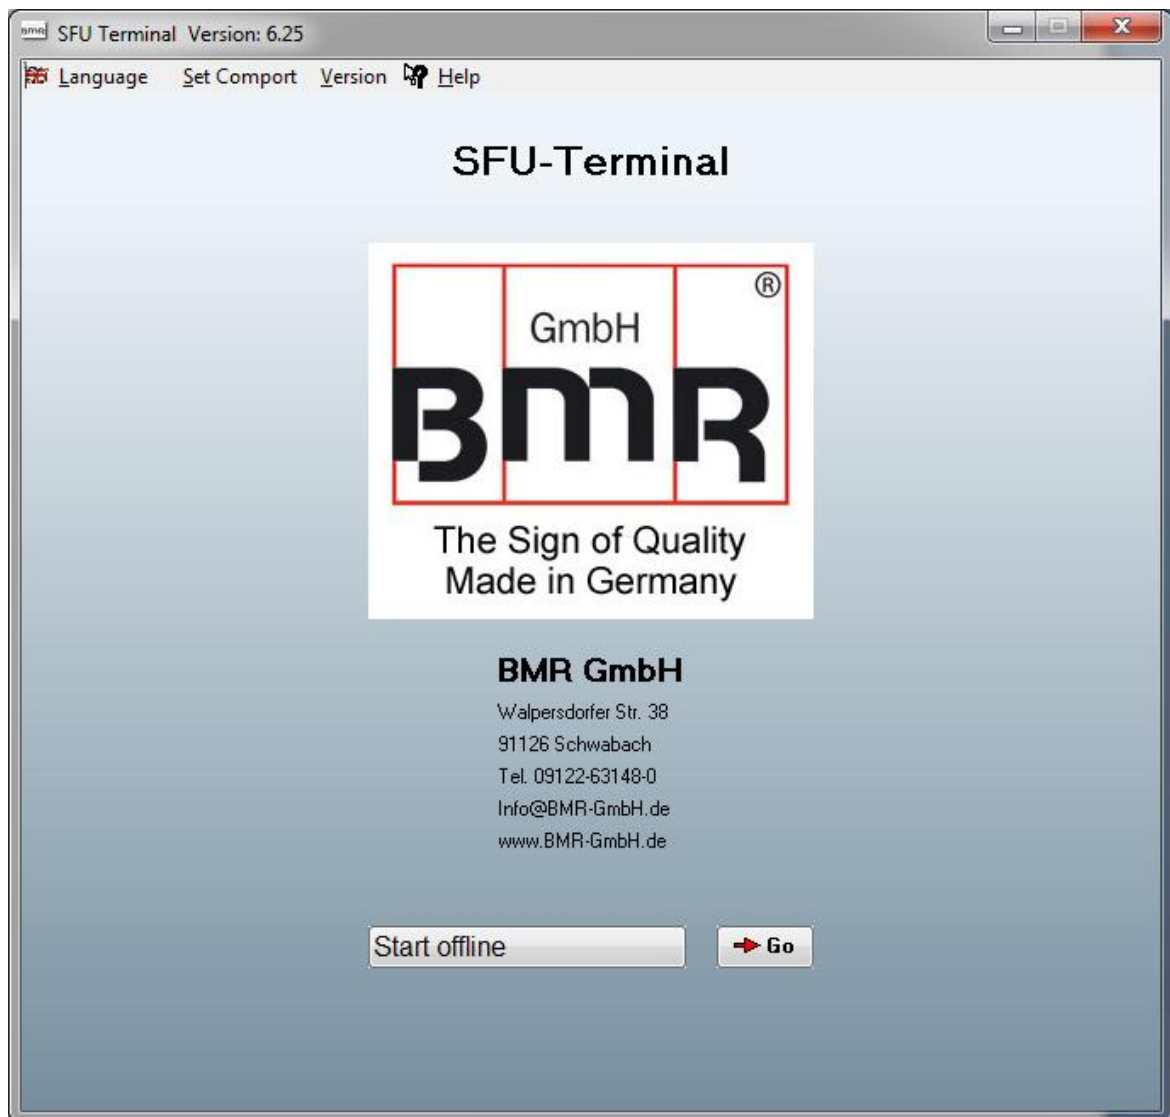 SFU Terminal Version: 6.25
Language Set Comport Version Help
SFU-Terminal
®
GmbH
BMR
The Sign of Quality
Made in Germany
BMR GmbH
Walpersdorfer Str. 38
91126 Schwabach
Tel. 09122-63148-0
Info@BMR-GmbH.de
www.BMR-GmbH.de
Start offline
Go